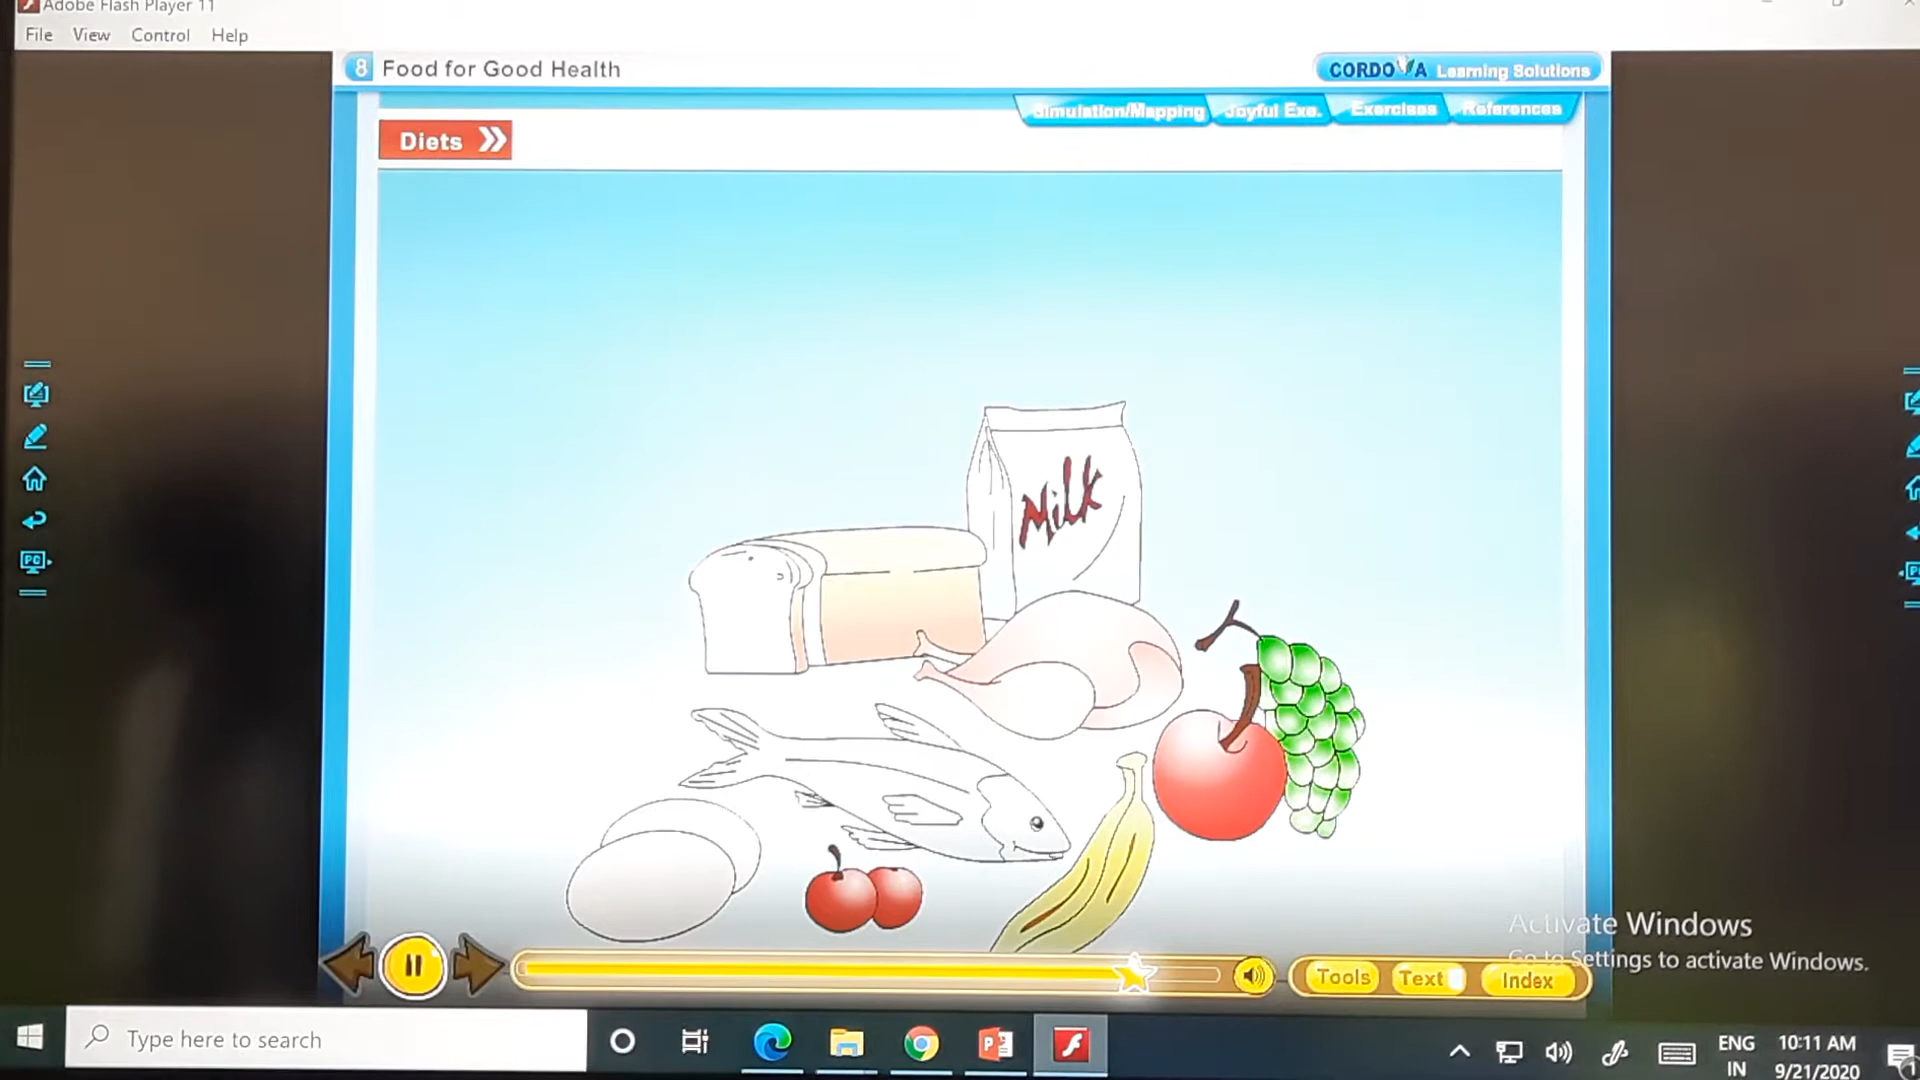 Adobe Flash Player 11
File View Control Help
8 Food for Good Health
CORDOVA Learning Solutions
Simulation/Mapping Joyful Exe. Exercises References
Diets
Milk
PC
Activate Windows
Go to Settings to activate Windows.
Tools Text Index
Type here to search
ENG
IN
10:11 AM
9/21/2020
1